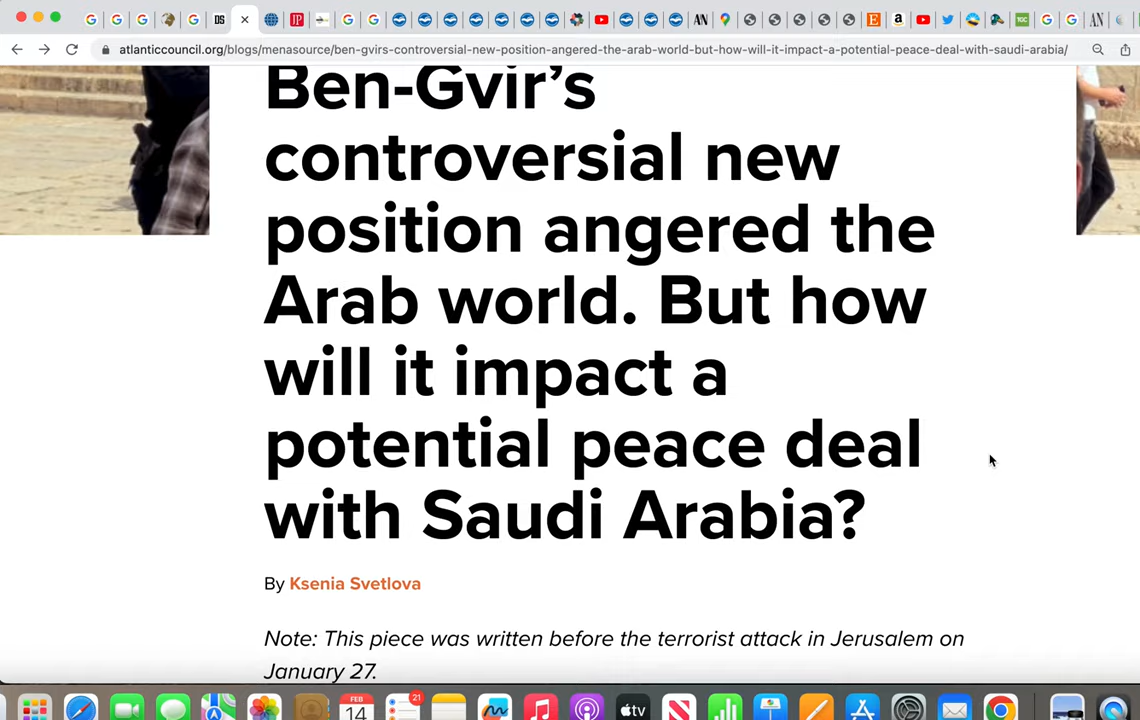 atlanticcouncil.org/blogs/menasource/ben-gvirs-controversial-new-position-angered-the-arab-world-but-how-will-it-impact-a-potential-peace-deal-with-saudi-arabia/
Ben-Gvir’s
controversial new
position angered the
Arab world. But how
will it impact a
potential peace deal
with Saudi Arabia?
By Ksenia Svetlova
Note: This piece was written before the terrorist attack in Jerusalem on
January 27.
FEB
14
21
tv